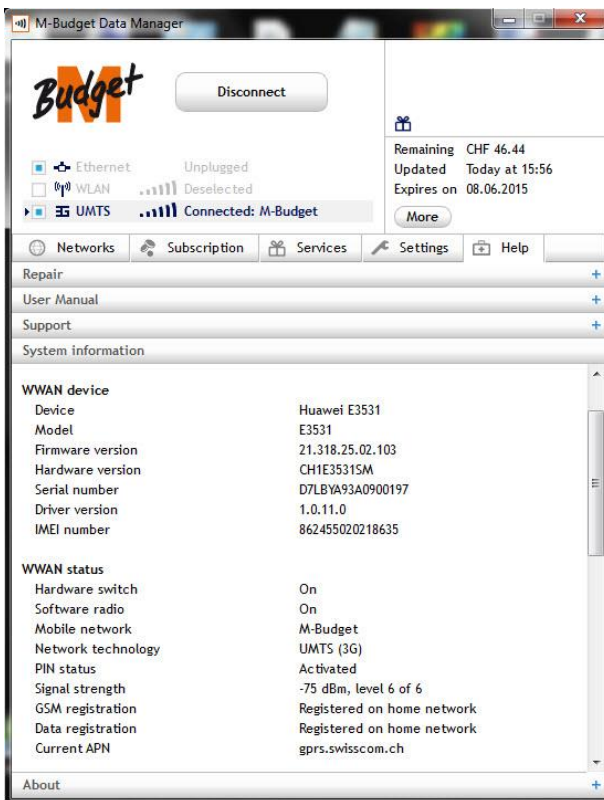 M-Budget Data Manager
M
Budget
Disconnect
Remaining CHF 46.44
Updated Today at 15:56
Expires on 08.06.2015
More
Ethernet Unplugged
WLAN Deselected
3G UMTS Connected: M-Budget
Networks Subscription Services Settings Help
Repair
User Manual
Support
System information
WWAN device
Device Huawei E3531
Model E3531
Firmware version 21.318.25.02.103
Hardware version CH1E3531SM
Serial number D7LBYA93A0900197
Driver version 1.0.11.0
IMEI number 862455020218635
WWAN status
Hardware switch On
Software radio On
Mobile network M-Budget
Network technology UMTS (3G)
PIN status Activated
Signal strength -75 dBm, level 6 of 6
GSM registration Registered on home network
Data registration Registered on home network
Current APN gprs.swisscom.ch
About